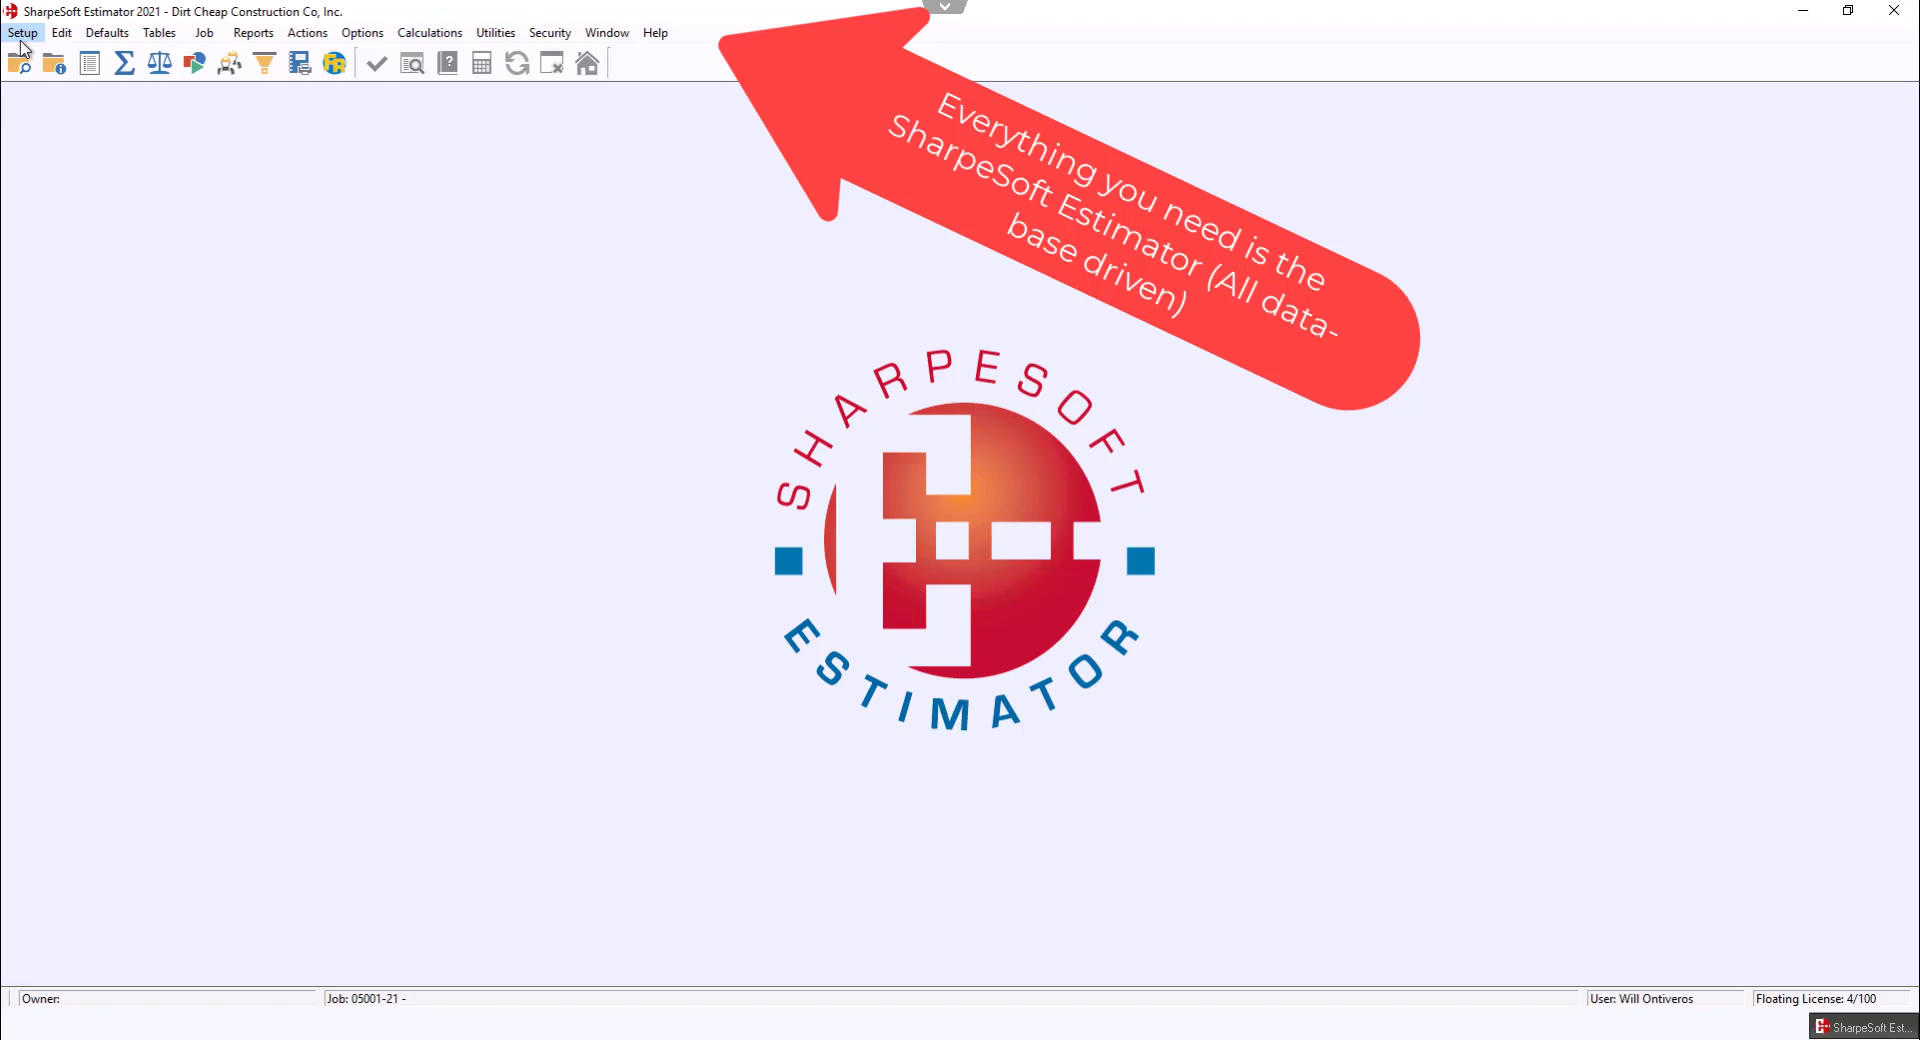 SharpeSoft Estimator 2021 - Dirt Cheap Construction Co, Inc.
Setup Edit Defaults Tables Job Reports Actions Options Calculations Utilities Security Window Help
Everything you need is the
SharpeSoft Estimator (All data-
base driven)
SHARPESOFT
ESTIMATOR
Owner: Job: 05001-21 - User: Will Ontiveros Floating License: 4/100
SharpeSoft Est...